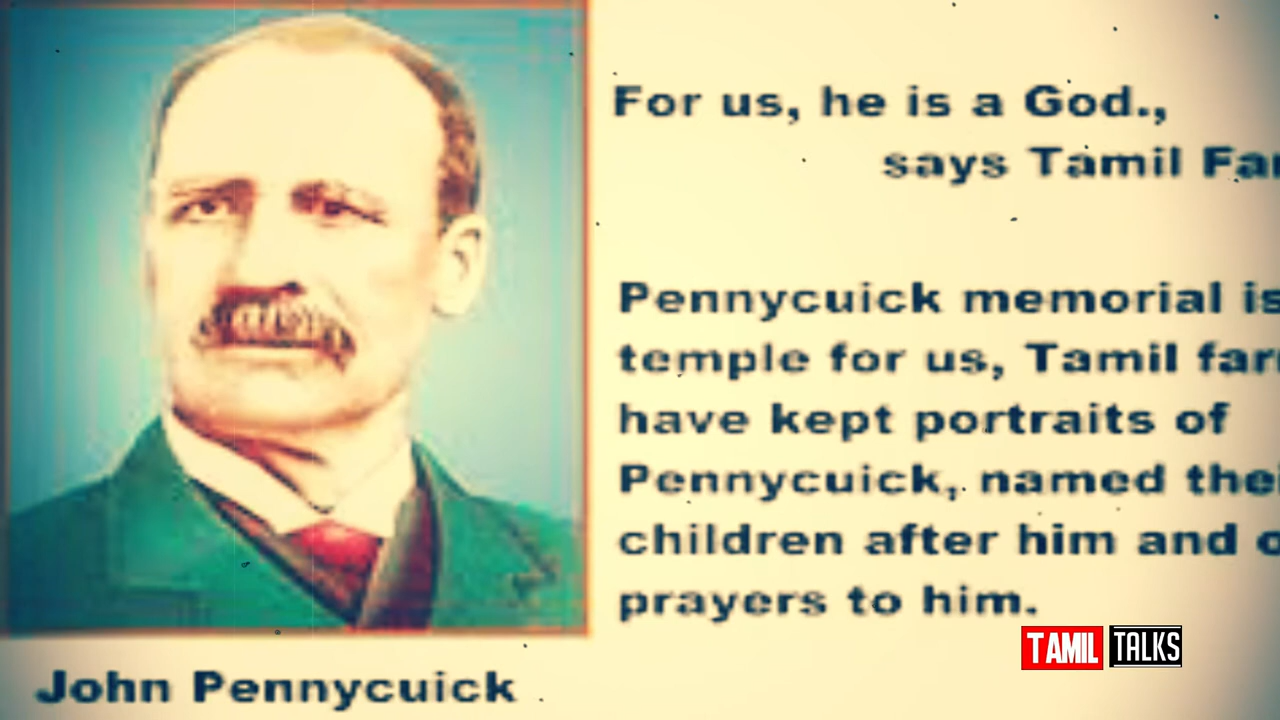 For us, he is a God.,
says Tamil
Pennycuick memorial is
temple for us, Tamil
have kept portraits of
Pennycuick, named
children after him and
prayers to him.
TAMIL TALKS
John Pennycuick